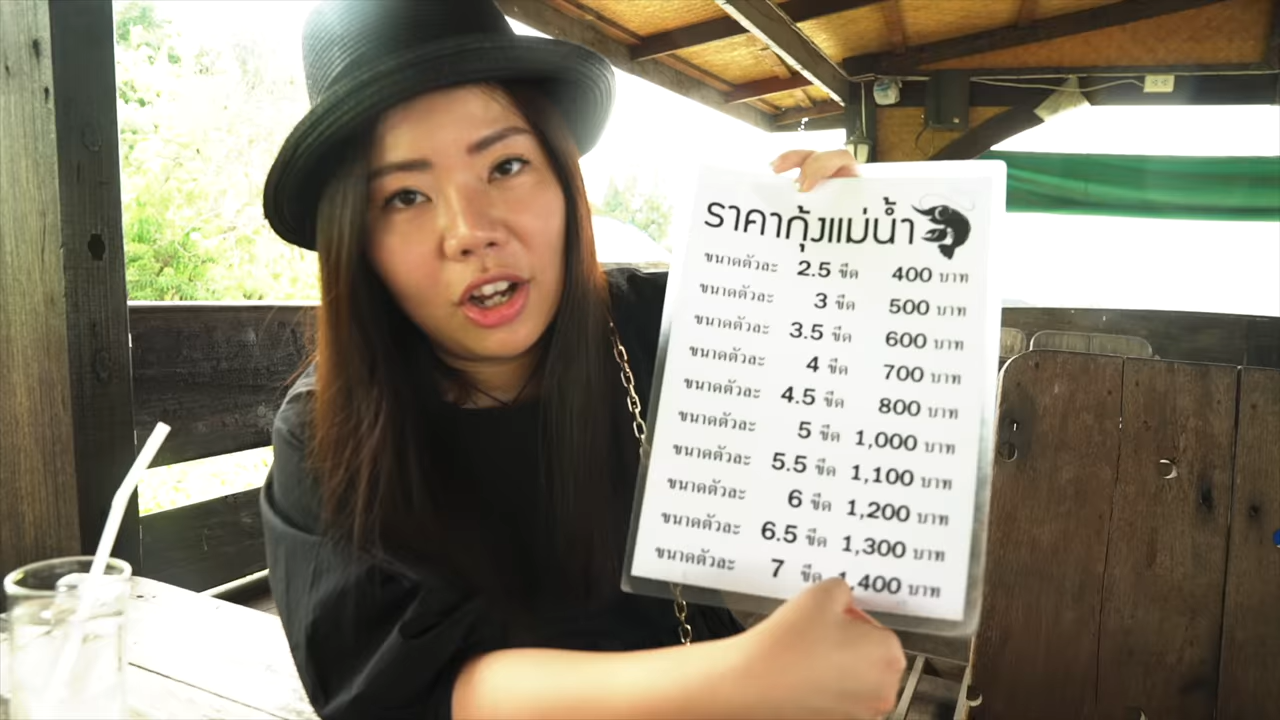 ราคากุ้งแม่น้ำ
ขนาดตัวละ 2.5 ขีด 400 บาท
ขนาดตัวละ 3 ขีด 500 บาท
ขนาดตัวละ 3.5 ขีด 600 บาท
ขนาดตัวละ 4 ขีด 700 บาท
ขนาดตัวละ 4.5 ขีด 800 บาท
ขนาดตัวละ 5 ขีด 1,000 บาท
ขนาดตัวละ 5.5 ขีด 1,100 บาท
ขนาดตัวละ 6 ขีด 1,200 บาท
ขนาดตัวละ 6.5 ขีด 1,300 บาท
ขนาดตัวละ 7 ขีด 1,400 บาท